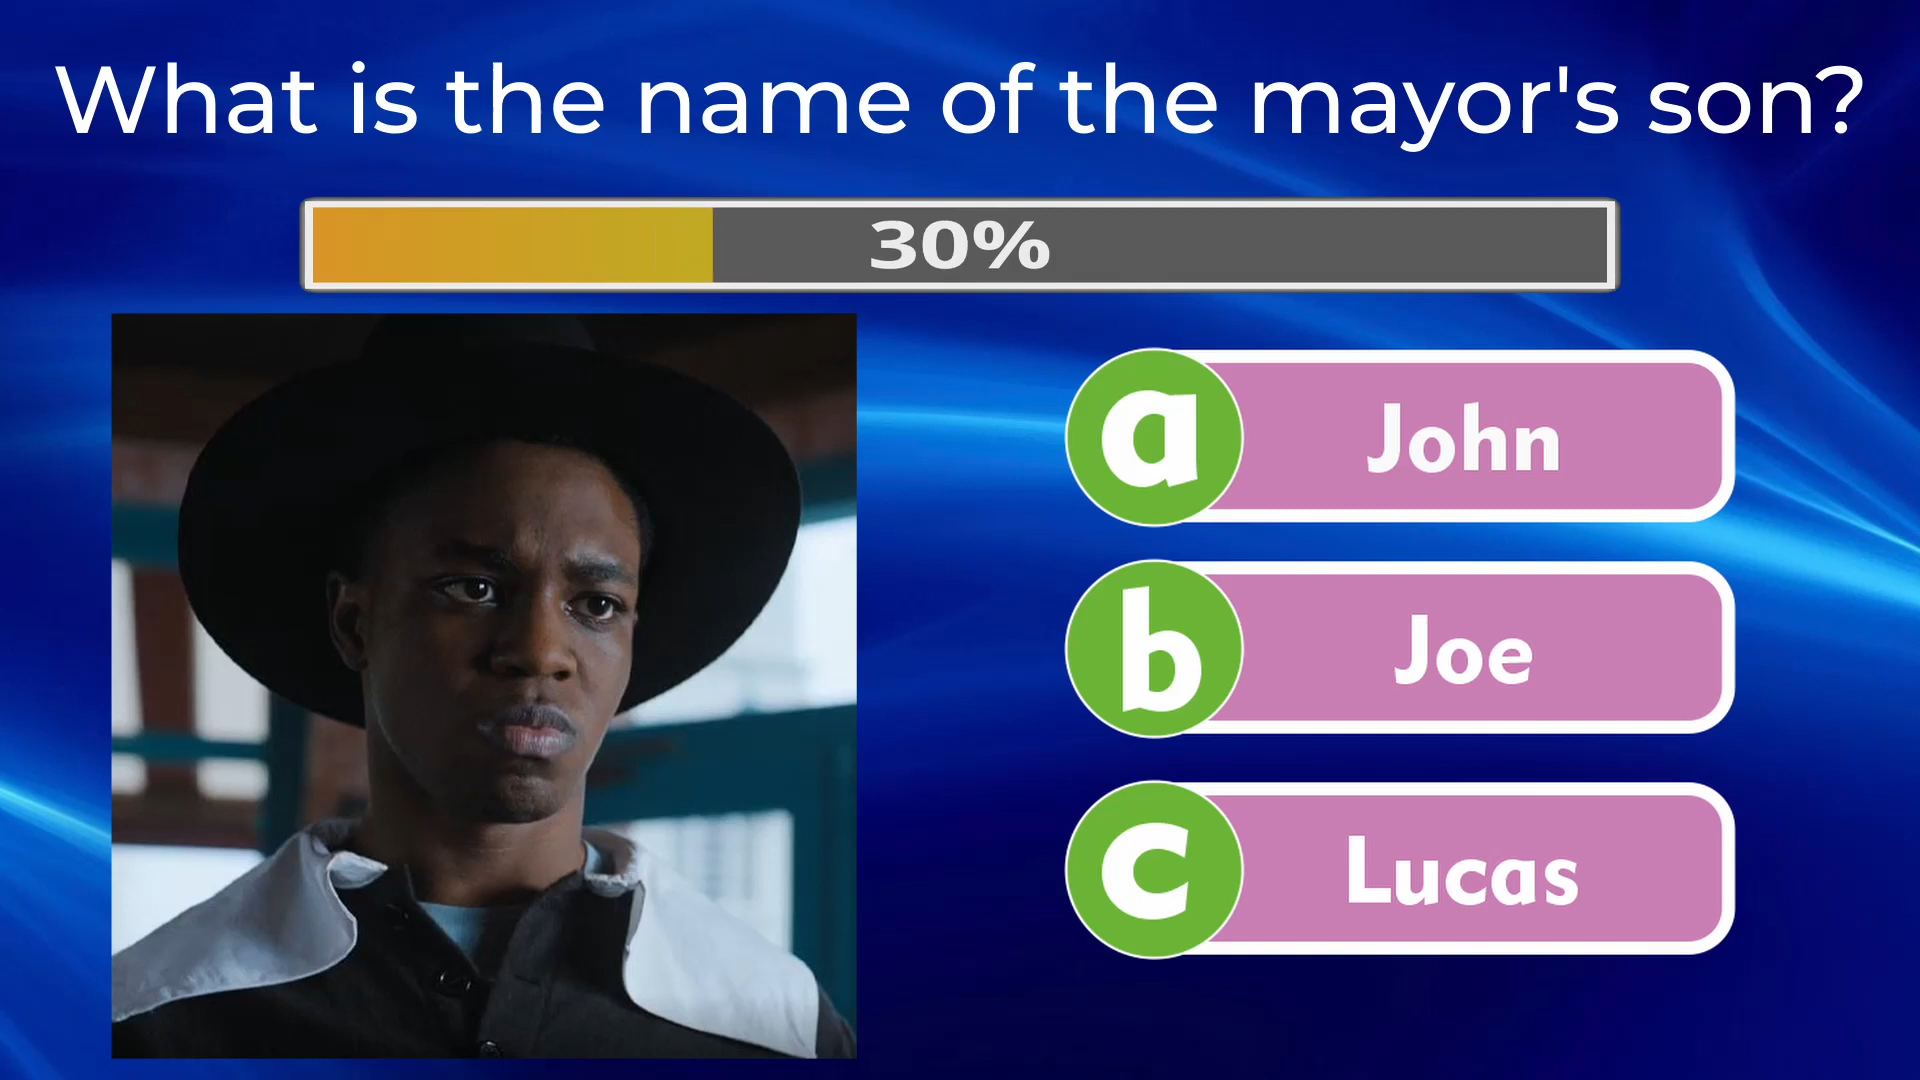 What is the name of the mayor's son?
30%
a John
b Joe
c Lucas